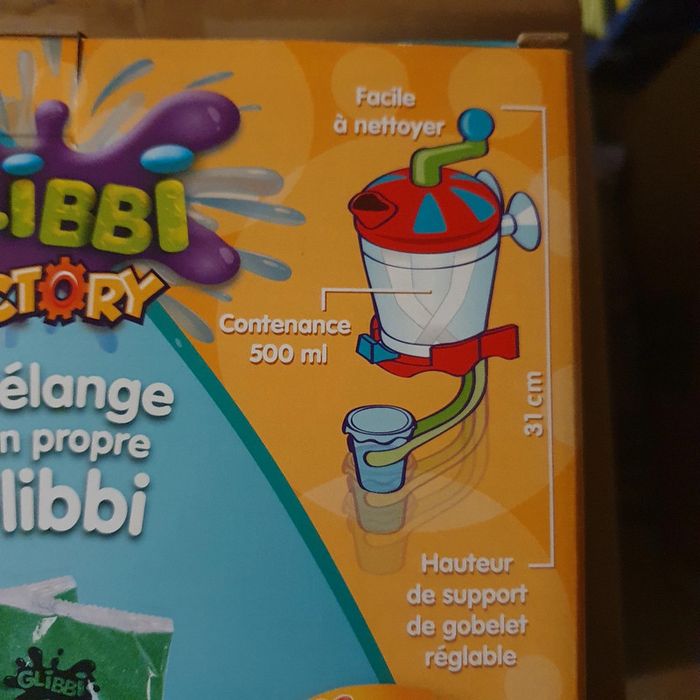 LIBBI
CTORY
Facile
à nettoyer
Contenance
500 ml
31 cm
élange
n propre
libbi
Hauteur
de support
de gobelet
réglable
GLIBBI